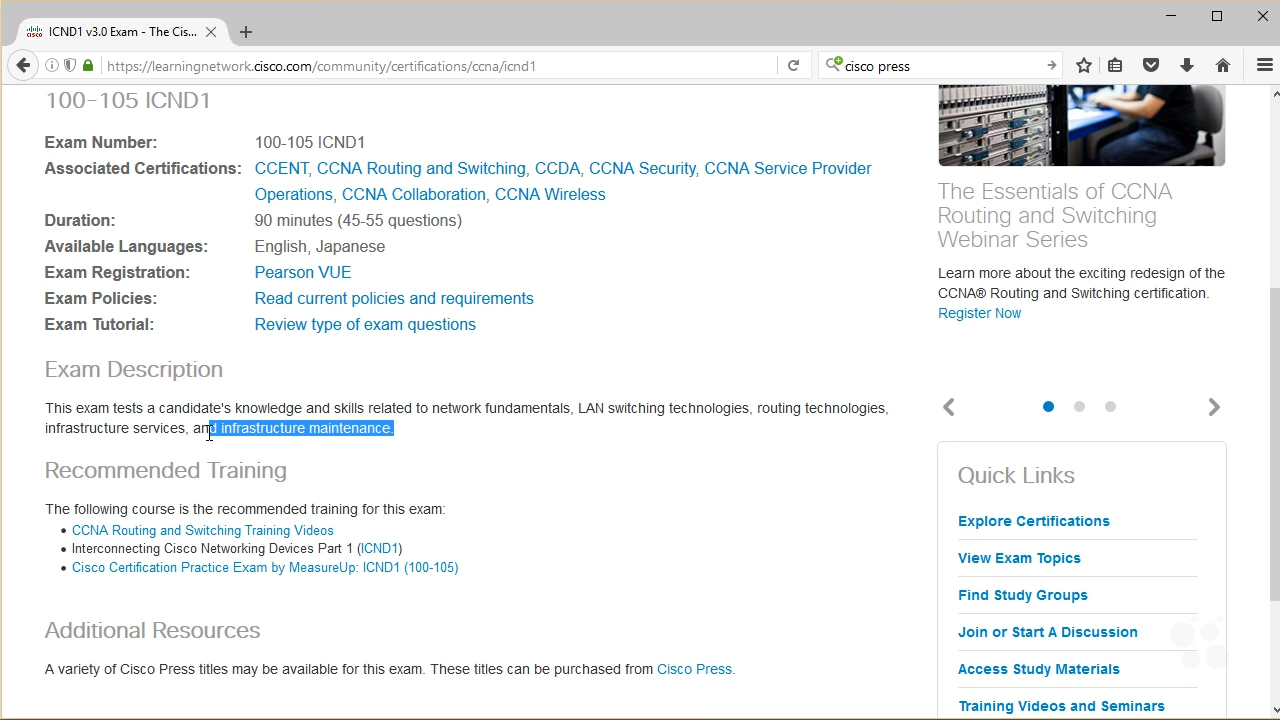 ICND1 v3.0 Exam - The Cis...
https://learningnetwork.cisco.com/community/certifications/ccna/icnd1
cisco press
100-105 ICND1
Exam Number: 100-105 ICND1
Associated Certifications: CCENT, CCNA Routing and Switching, CCDA, CCNA Security, CCNA Service Provider
Operations, CCNA Collaboration, CCNA Wireless
Duration: 90 minutes (45-55 questions)
Available Languages: English, Japanese
Exam Registration: Pearson VUE
Exam Policies: Read current policies and requirements
Exam Tutorial: Review type of exam questions
Exam Description
This exam tests a candidate's knowledge and skills related to network fundamentals, LAN switching technologies, routing technologies,
infrastructure services, and infrastructure maintenance.
Recommended Training
The following course is the recommended training for this exam:
• CCNA Routing and Switching Training Videos
• Interconnecting Cisco Networking Devices Part 1 (ICND1)
• Cisco Certification Practice Exam by MeasureUp: ICND1 (100-105)
Additional Resources
A variety of Cisco Press titles may be available for this exam. These titles can be purchased from Cisco Press.
The Essentials of CCNA
Routing and Switching
Webinar Series
Learn more about the exciting redesign of the
CCNA® Routing and Switching certification.
Register Now
Quick Links
Explore Certifications
View Exam Topics
Find Study Groups
Join or Start A Discussion
Access Study Materials
Training Videos and Seminars